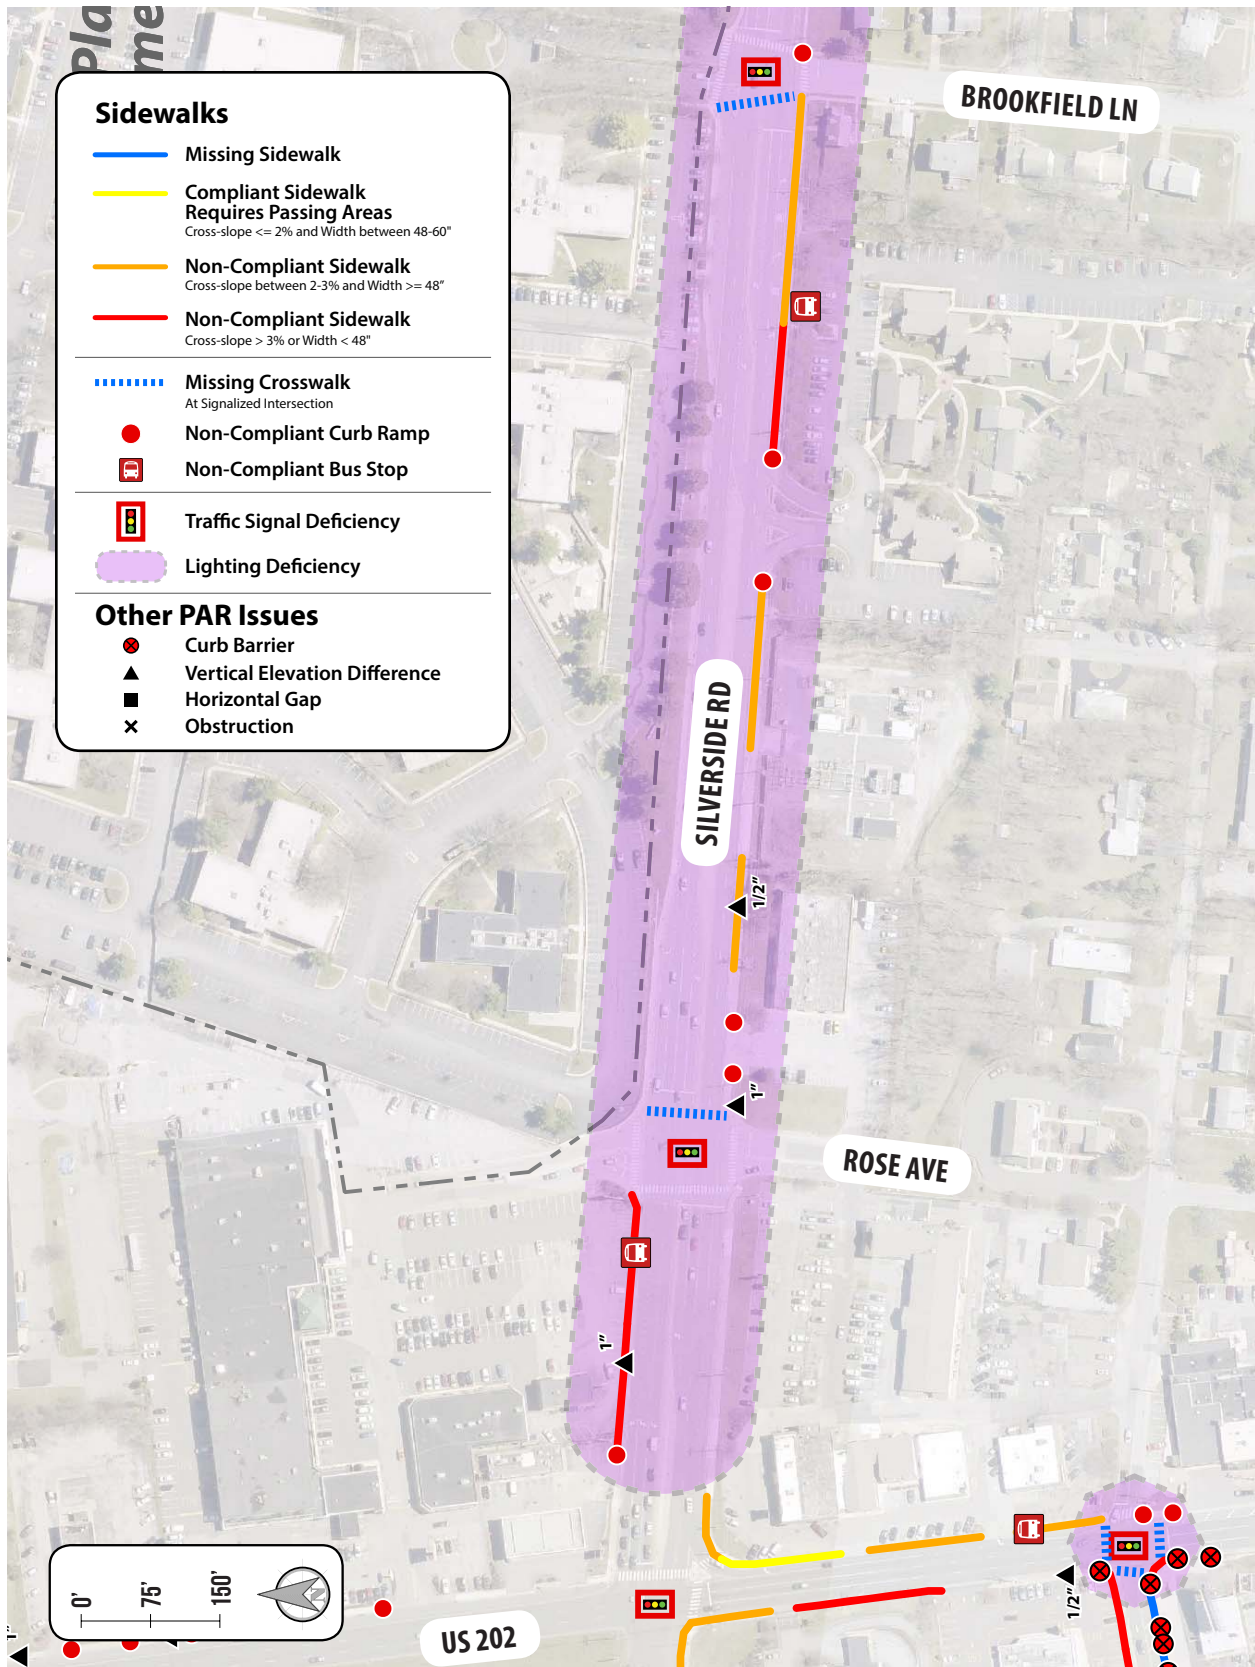 Pla
me
Sidewalks
Missing Sidewalk
Compliant Sidewalk
Requires Passing Areas
Cross-slope <= 2% and Width between 48-60"
Non-Compliant Sidewalk
Cross-slope between 2-3% and Width >= 48”
Non-Compliant Sidewalk
Cross-slope > 3% or Width < 48"
Missing Crosswalk
At Signalized Intersection
Non-Compliant Curb Ramp
Non-Compliant Bus Stop
Traffic Signal Deficiency
Lighting Deficiency
Other PAR Issues
Curb Barrier
Vertical Elevation Difference
Horizontal Gap
Obstruction
BROOKFIELD LN
SILVERSIDE RD
1/2”
1”
ROSE AVE
1”
1/2”
US 202
0'
75'
150'
N
1”